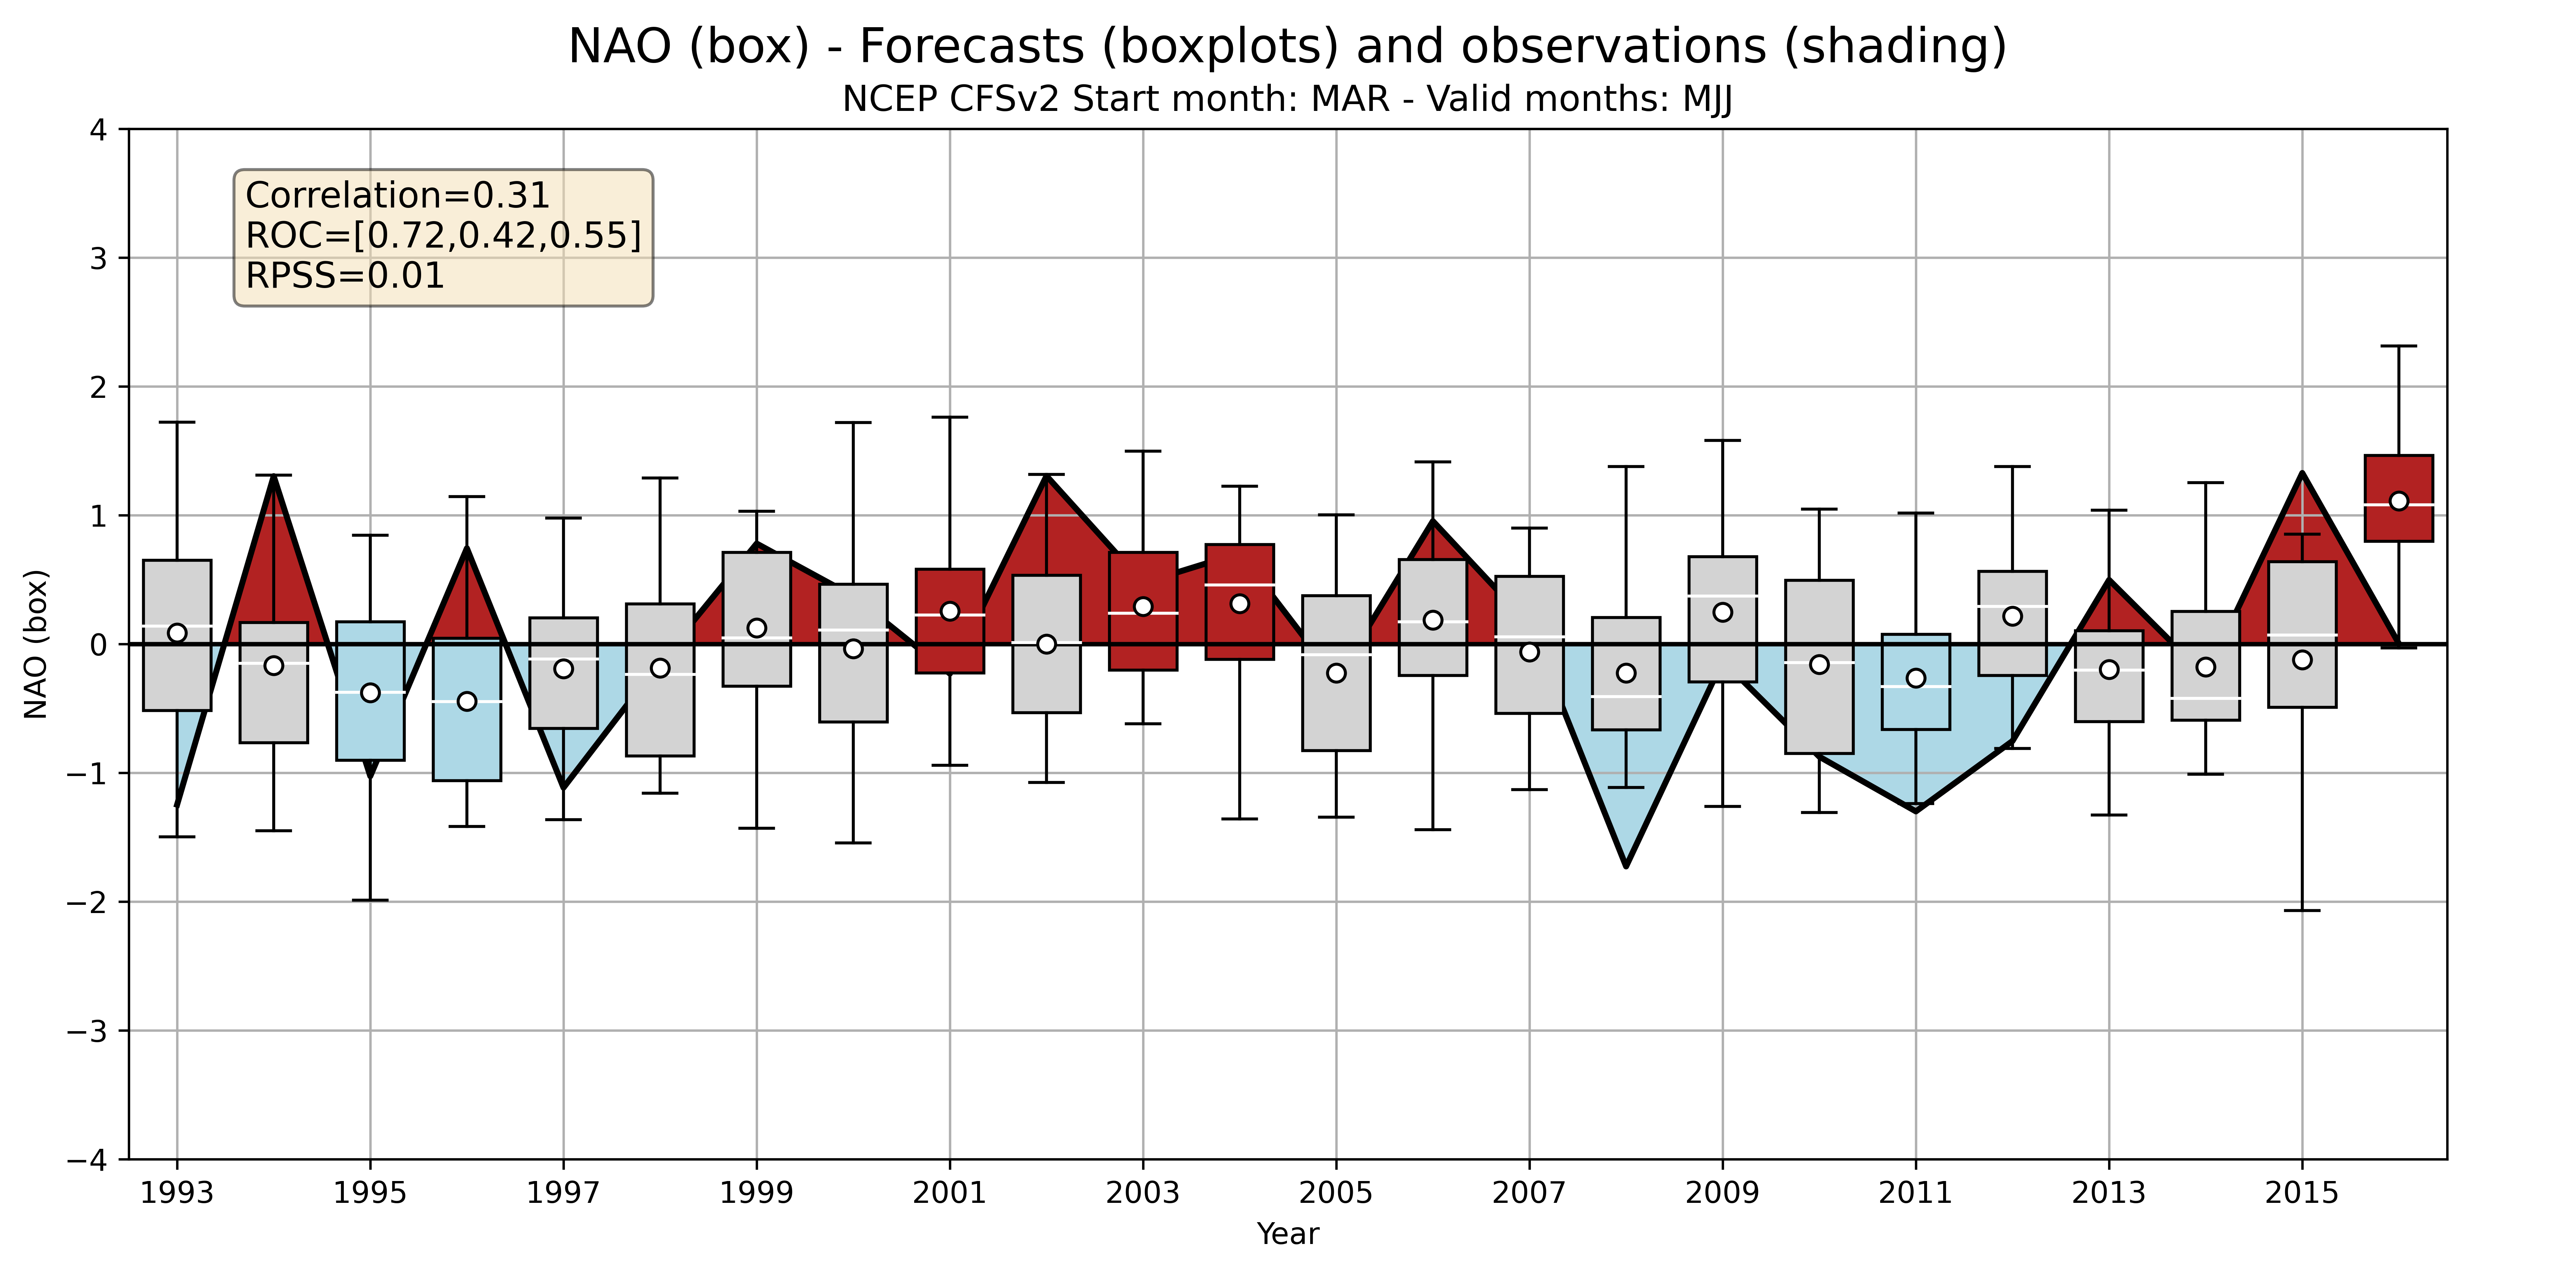 NAO (box) - Forecasts (boxplots) and observations (shading)
NCEP CFSv2 Start month: MAR - Valid months: MJJ
Correlation=0.31
ROC=[0.72,0.42,0.55]
RPSS=0.01
NAO (box)
4
3
2
1
0
−1
−2
−3
−4
1993 1995 1997 1999 2001 2003 2005 2007 2009 2011 2013 2015
Year